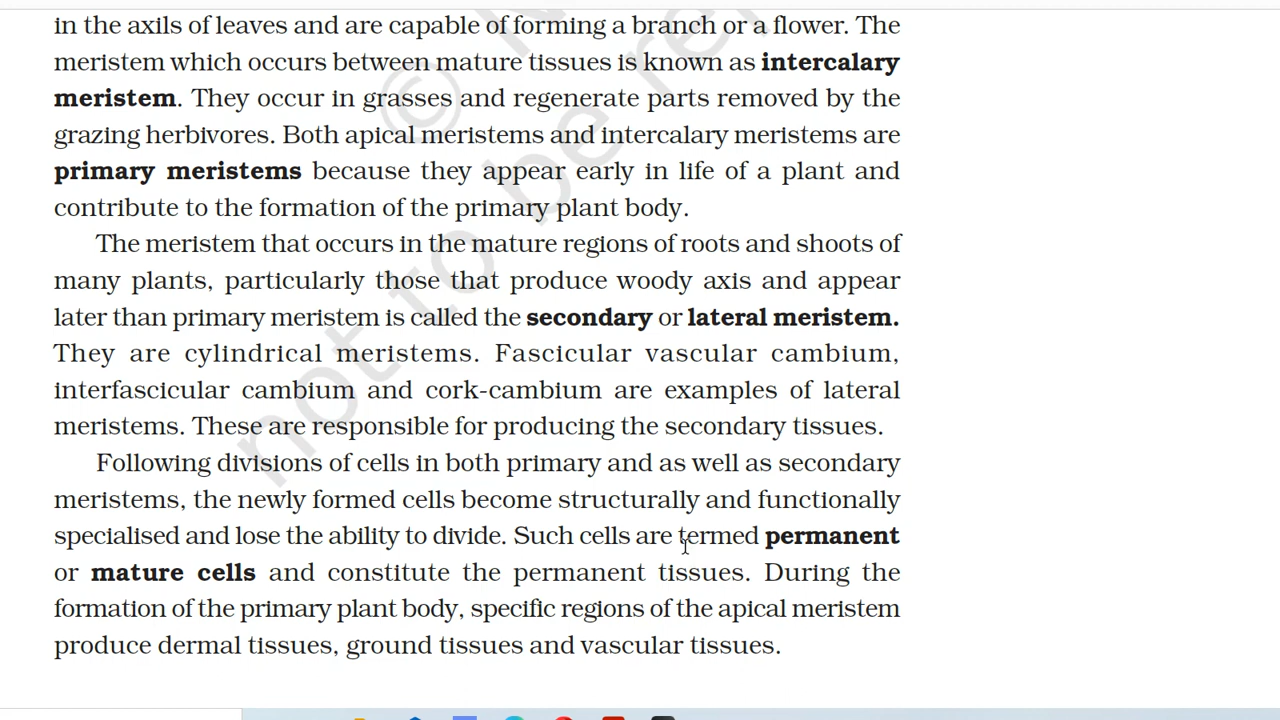 in the axils of leaves and are capable of forming a branch or a flower. The
meristem which occurs between mature tissues is known as intercalary
meristem. They occur in grasses and regenerate parts removed by the
grazing herbivores. Both apical meristems and intercalary meristems are
primary meristems because they appear early in life of a plant and
contribute to the formation of the primary plant body.
The meristem that occurs in the mature regions of roots and shoots of
many plants, particularly those that produce woody axis and appear
later than primary meristem is called the secondary or lateral meristem.
They are cylindrical meristems. Fascicular vascular cambium,
interfascicular cambium and cork-cambium are examples of lateral
meristems. These are responsible for producing the secondary tissues.
Following divisions of cells in both primary and as well as secondary
meristems, the newly formed cells become structurally and functionally
specialised and lose the ability to divide. Such cells are termed permanent
or mature cells and constitute the permanent tissues. During the
formation of the primary plant body, specific regions of the apical meristem
produce dermal tissues, ground tissues and vascular tissues.
©
not to be